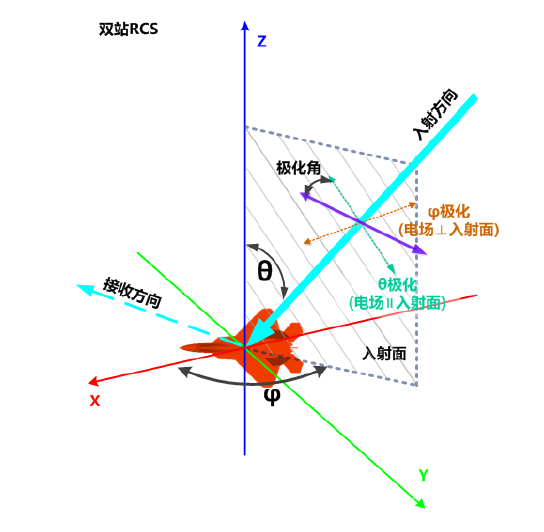 双站RCS
Z
入射方向
极化角
φ极化
(电场⊥入射面)
θ
θ极化
(电场∥入射面)
接收方向
入射面
X
φ
Y